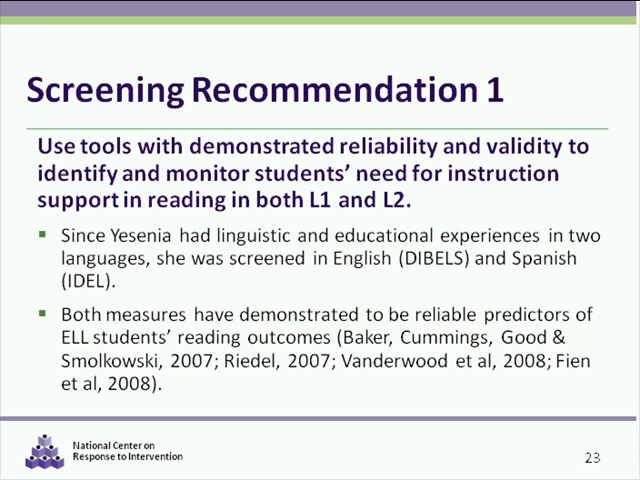 Screening Recommendation 1
Use tools with demonstrated reliability and validity to
identify and monitor students’ need for instruction
support in reading in both L1 and L2.
Since Yesenia had linguistic and educational experiences in two
languages, she was screened in English (DIBELS) and Spanish
(IDEL).
Both measures have demonstrated to be reliable predictors of
ELL students’ reading outcomes (Baker, Cummings, Good &
Smolkowski, 2007; Riedel, 2007; Vanderwood et al, 2008; Fien
et al, 2008).
National Center on
Response to Intervention
23